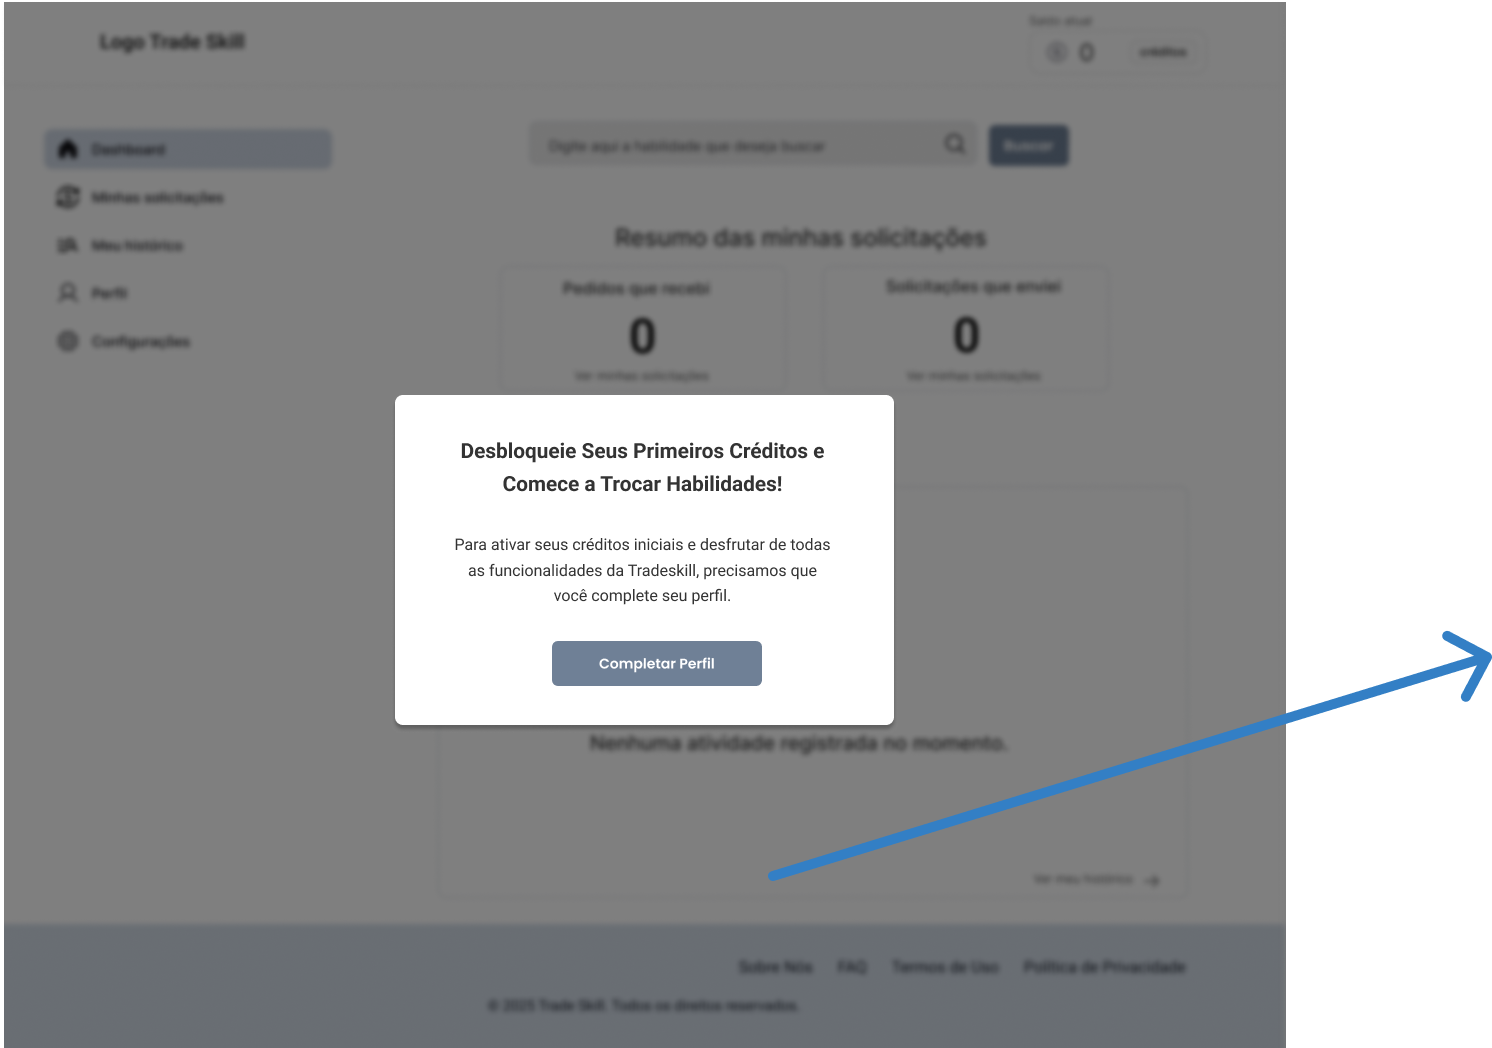 Logo Trade Skill
Saldo atual
0 créditos
Dashboard
Digite aqui a habilidade que deseja buscar
Buscar
Minhas solicitações
Meu histórico
Perfil
Configurações
Resumo das minhas solicitações
Pedidos que recebi
0
Ver minhas solicitações
Solicitações que enviei
0
Ver minhas solicitações
Desbloqueie Seus Primeiros Créditos e
Comece a Trocar Habilidades!
Para ativar seus créditos iniciais e desfrutar de todas
as funcionalidades da Tradeskill, precisamos que
você complete seu perfil.
Completar Perfil
Nenhuma atividade registrada no momento.
Ver meu histórico
Sobre Nós FAQ Termos de Uso Política de Privacidade
© 2025 Trade Skill. Todos os direitos reservados.